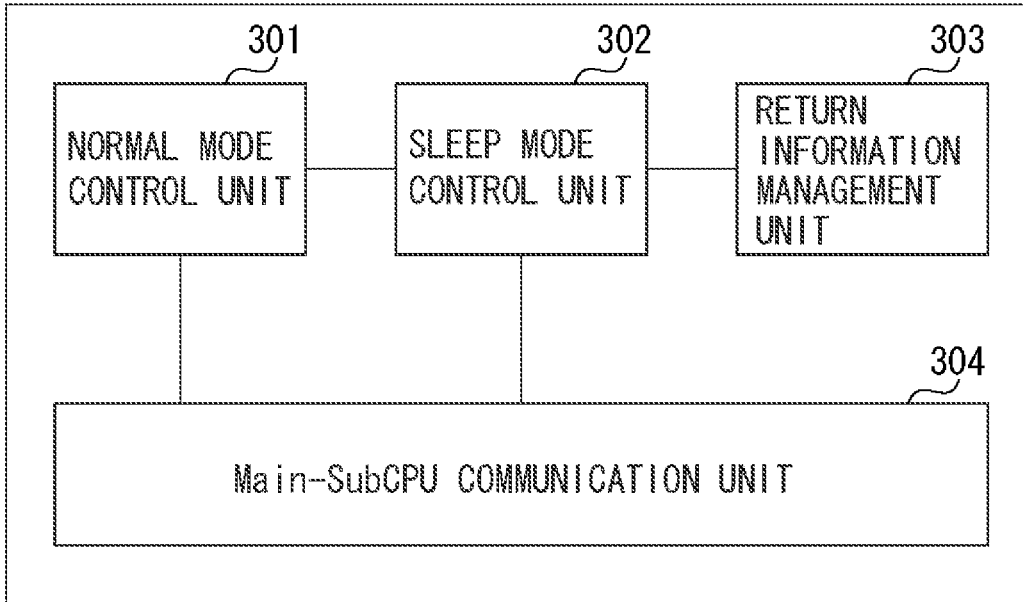 301
302
303
NORMAL MODE
CONTROL UNIT
SLEEP MODE
CONTROL UNIT
RETURN
INFORMATION
MANAGEMENT
UNIT
304
Main-SubCPU COMMUNICATION UNIT